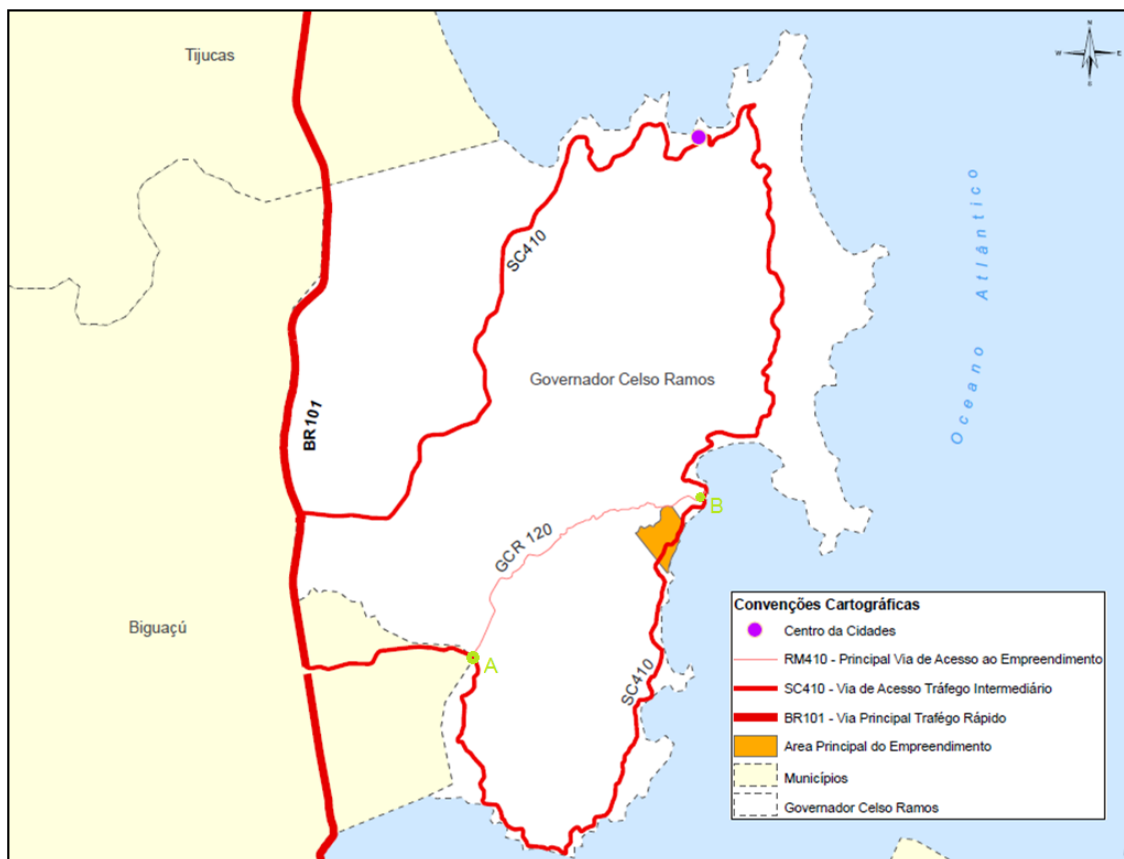 Tijucas
N
W E
S
SC410
Oceano Atlântico
Governador Celso Ramos
BR101
B
GCR 120
Biguaçú
A
SC410
Convenções Cartográficas
Centro da Cidades
RM410 - Principal Via de Acesso ao Empreendimento
SC410 - Via de Acesso Tráfego Intermediário
BR101 - Via Principal Trafégo Rápido
Area Principal do Empreendimento
Municípios
Governador Celso Ramos